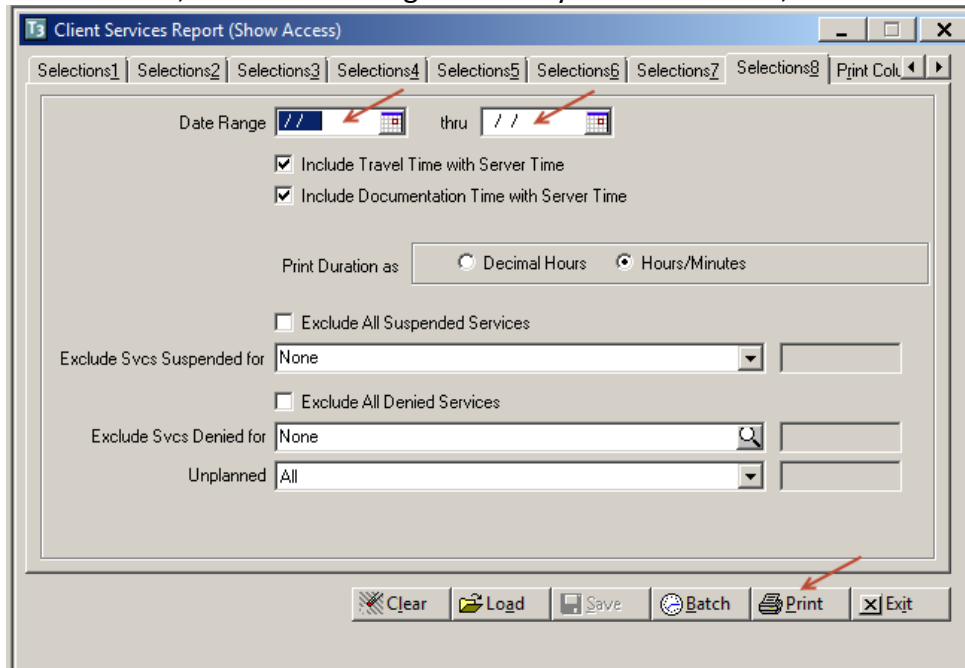 T3 Client Services Report (Show Access)
Selections1 Selections2 Selections3 Selections4 Selections5 Selections6 Selections7 Selections8 Print Colu
Date Range / / thru / /
Include Travel Time with Server Time
Include Documentation Time with Server Time
Print Duration as Decimal Hours Hours/Minutes
Exclude All Suspended Services
Exclude Svcs Suspended for None
Exclude All Denied Services
Exclude Svcs Denied for None
Unplanned All
Clear Load Save Batch Print Exit